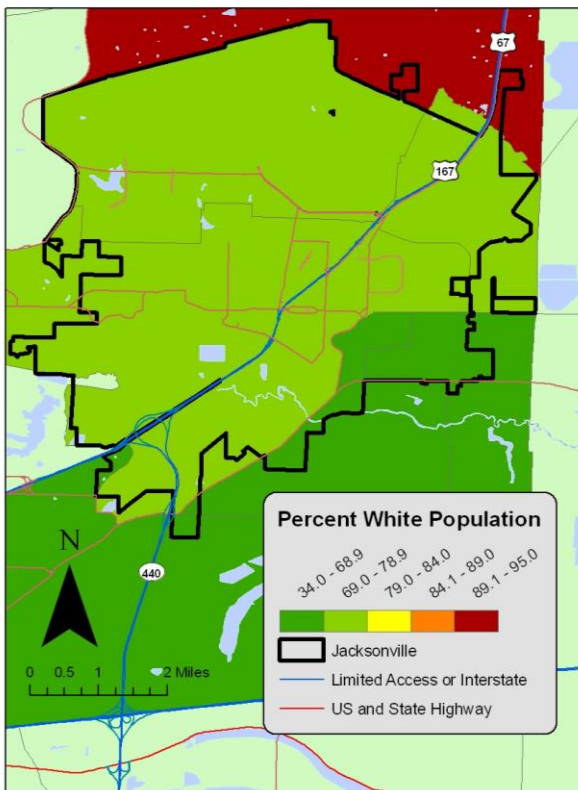 67
167
440
N
0 0.5 1 2 Miles
Percent White Population
34.0 - 68.9
69.0 - 78.9
79.0 - 84.0
84.1 - 89.0
89.1 - 95.0
Jacksonville
Limited Access or Interstate
US and State Highway